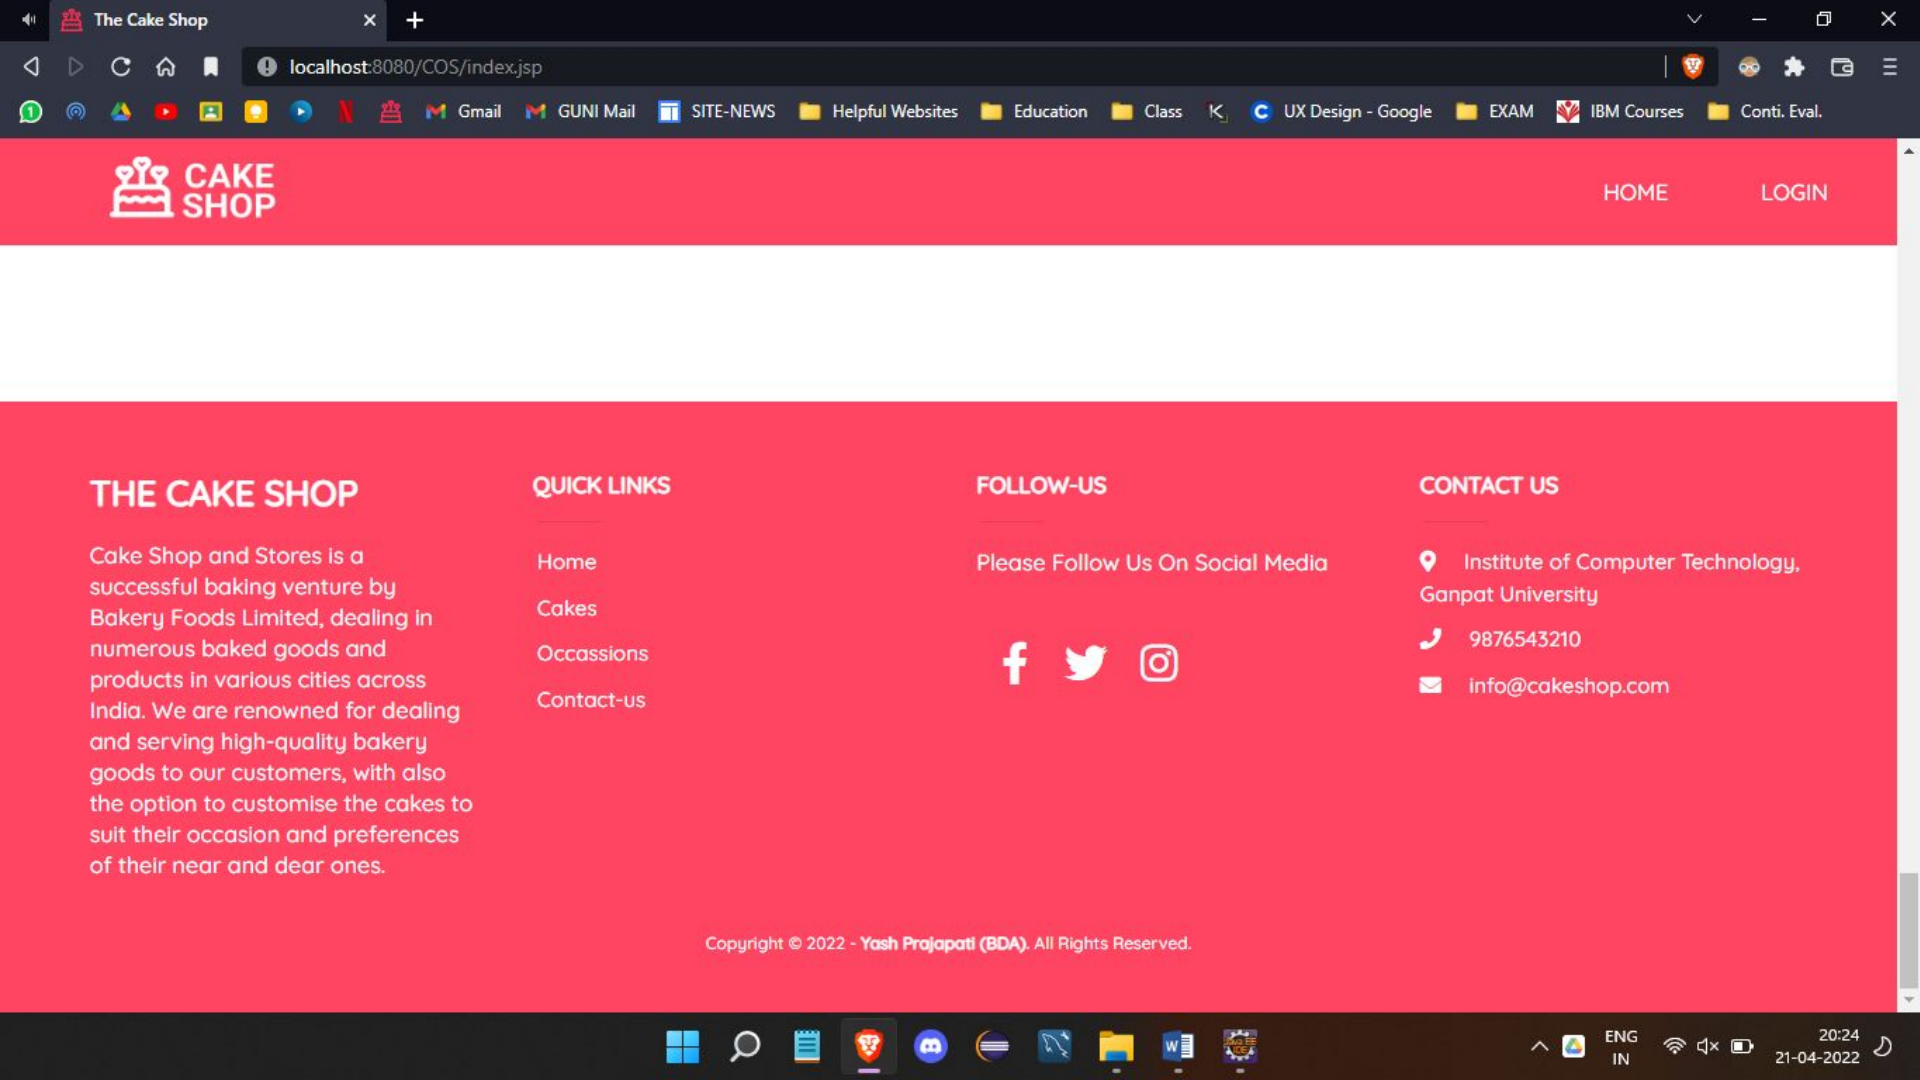 The Cake Shop
localhost:8080/COS/index.jsp
Gmail
GUNI Mail
SITE-NEWS
Helpful Websites
Education
Class
UX Design - Google
EXAM
IBM Courses
Conti. Eval.
CAKE
SHOP
HOME
LOGIN
THE CAKE SHOP
Cake Shop and Stores is a
successful baking venture by
Bakery Foods Limited, dealing in
numerous baked goods and
products in various cities across
India. We are renowned for dealing
and serving high-quality bakery
goods to our customers, with also
the option to customise the cakes to
suit their occasion and preferences
of their near and dear ones.
QUICK LINKS
Home
Cakes
Occassions
Contact-us
FOLLOW-US
Please Follow Us On Social Media
CONTACT US
Institute of Computer Technology,
Ganpat University
9876543210
info@cakeshop.com
Copyright © 2022 - Yash Prajapati (BDA). All Rights Reserved.
ENG
IN
20:24
21-04-2022